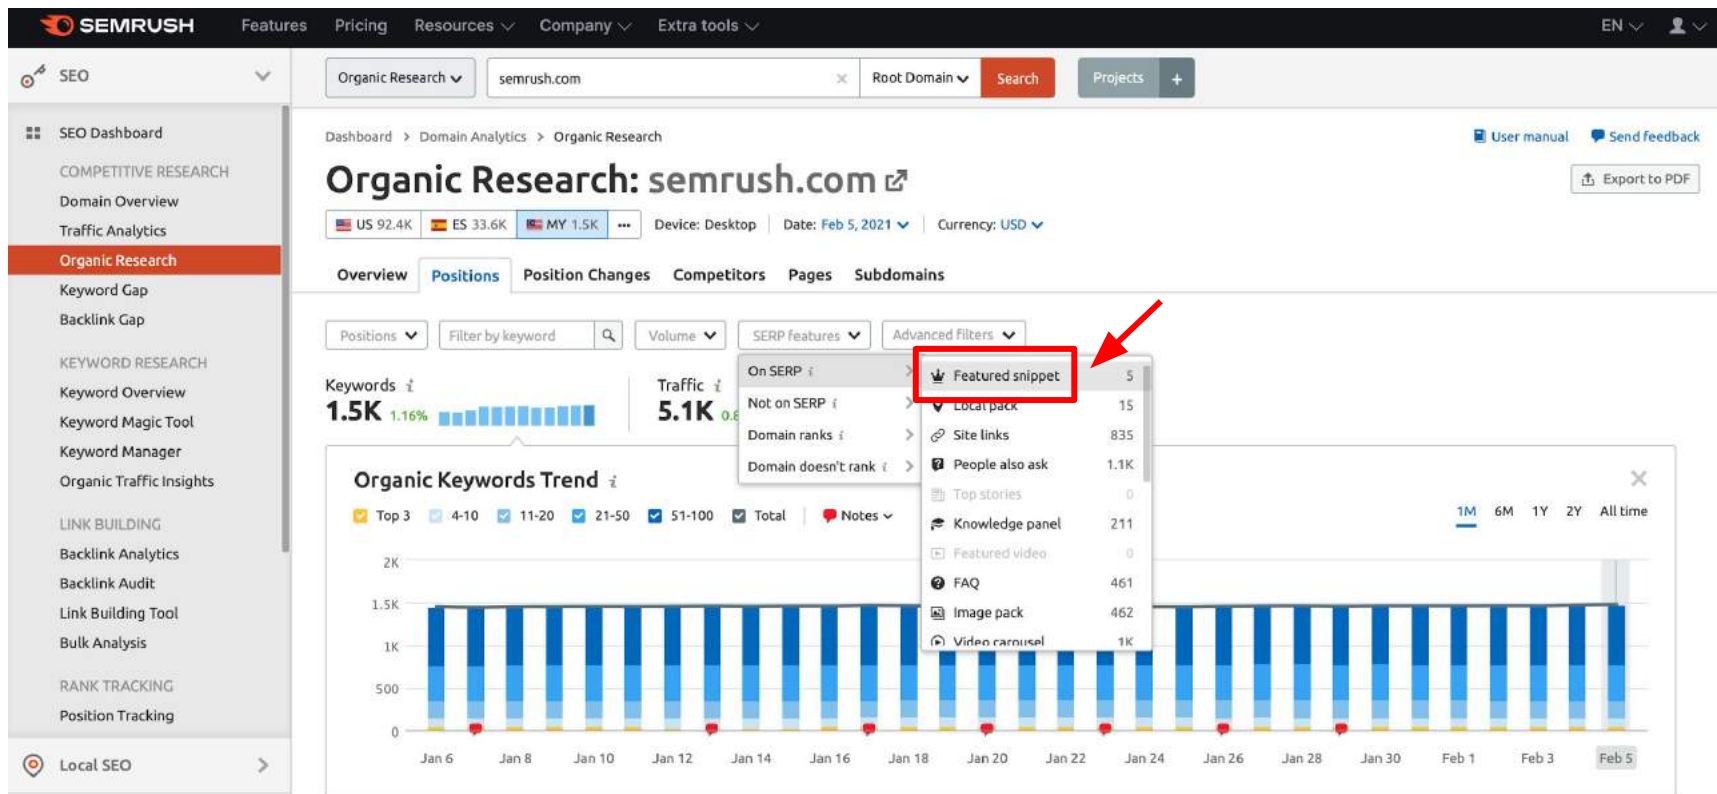 SEMRUSH Features Pricing Resources Company Extra tools EN
SEO
Organic Research semrush.com × Root Domain Search Projects +
SEO Dashboard
COMPETITIVE RESEARCH
Domain Overview
Traffic Analytics
Organic Research
Keyword Gap
Backlink Gap
KEYWORD RESEARCH
Keyword Overview
Keyword Magic Tool
Keyword Manager
Organic Traffic Insights
LINK BUILDING
Backlink Analytics
Backlink Audit
Link Building Tool
Bulk Analysis
RANK TRACKING
Position Tracking
Local SEO
Dashboard > Domain Analytics > Organic Research
User manual Send feedback
Organic Research: semrush.com
Export to PDF
US 92.4K ES 33.6K MY 1.5K ••• Device: Desktop Date: Feb 5, 2021 Currency: USD
Overview Positions Position Changes Competitors Pages Subdomains
Positions Filter by keyword Volume SERP features Advanced filters
Keywords i
1.5K 1.16%
Traffic i
5.1K 0.8
On SERP i
Not on SERP i
Domain ranks i
Domain doesn't rank i
Featured snippet 5
Local pack 15
Site links 835
People also ask 1.1K
Top stories 0
Knowledge panel 211
Featured video 0
FAQ 461
Image pack 462
Video carousel 1K
Organic Keywords Trend i
Top 3 4-10 11-20 21-50 51-100 Total Notes
1M 6M 1Y 2Y All time
2K
1.5K
1K
500
0
Jan 6 Jan 8 Jan 10 Jan 12 Jan 14 Jan 16 Jan 18 Jan 20 Jan 22 Jan 24 Jan 26 Jan 28 Jan 30 Feb 1 Feb 3 Feb 5